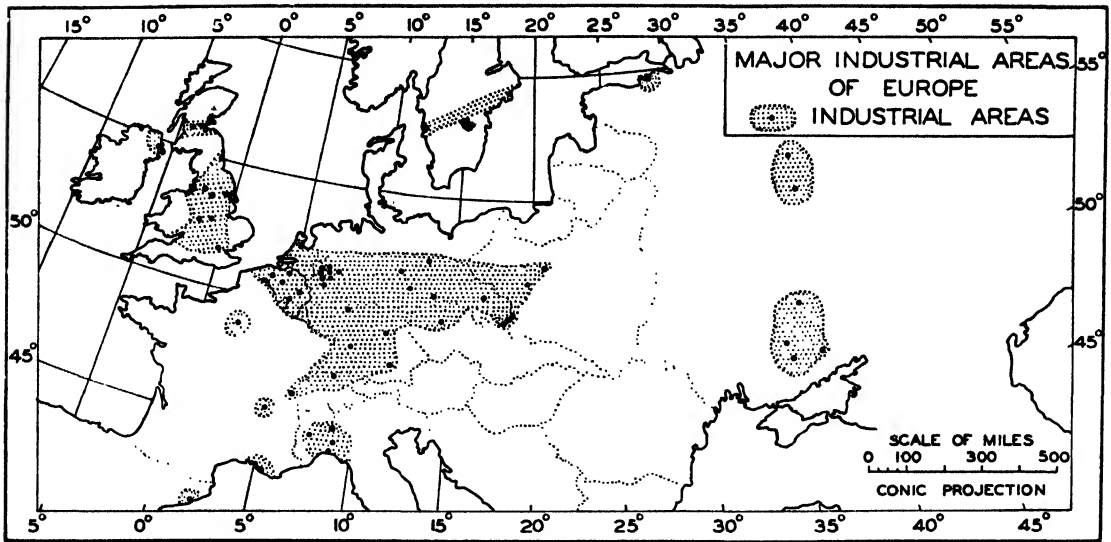 15° 10° 5° 0° 5° 10° 15° 20° 25° 30° 35° 40° 45° 50° 55°
MAJOR INDUSTRIAL AREAS
OF EUROPE
INDUSTRIAL AREAS
55°
50° 50°
45° 45°
SCALE OF MILES
0 100 300 500
CONIC PROJECTION
5° 0° 5° 10° 15° 20° 25° 30° 35° 40° 45°